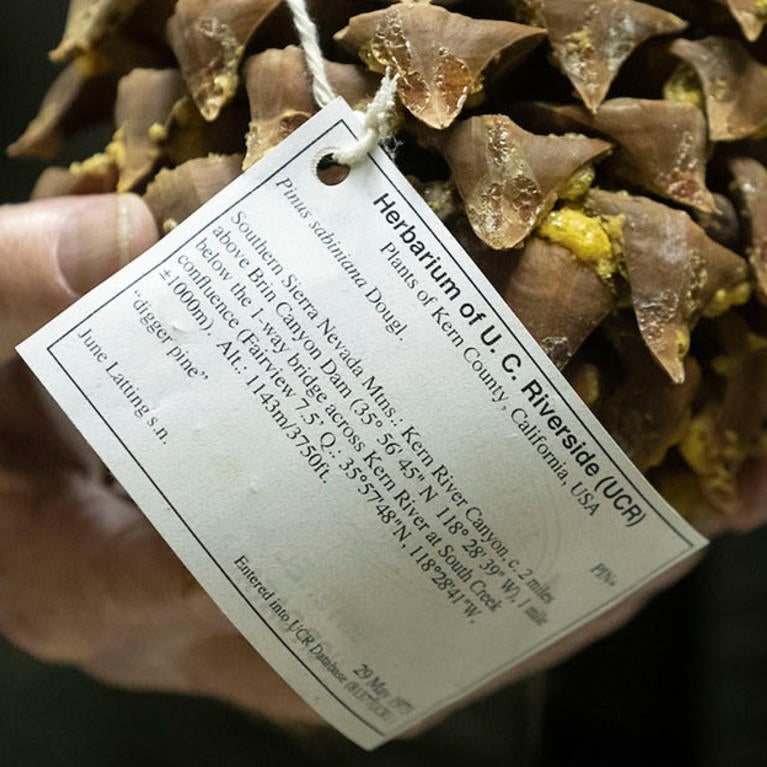 Herbarium of U. C. Riverside (UCR)
Plants of Kern County, California, USA
PIN-
Pinus sabiniana Dougl.
Southern Sierra Nevada Mtns.: Kern River Canyon, c. 2 miles
above Brin Canyon Dam (35° 56' 45" N 118° 28' 39" W), 1 mile
below the 1-way bridge across Kern River at South Creek
confluence (Fairview 7.5' Q.: 35°57'48"N, 118°28'41"W.
±1000m). Alt.: 1143m/3750ft.
"digger pine"
June Latting s.n.
29 May
Entered into UCR Database